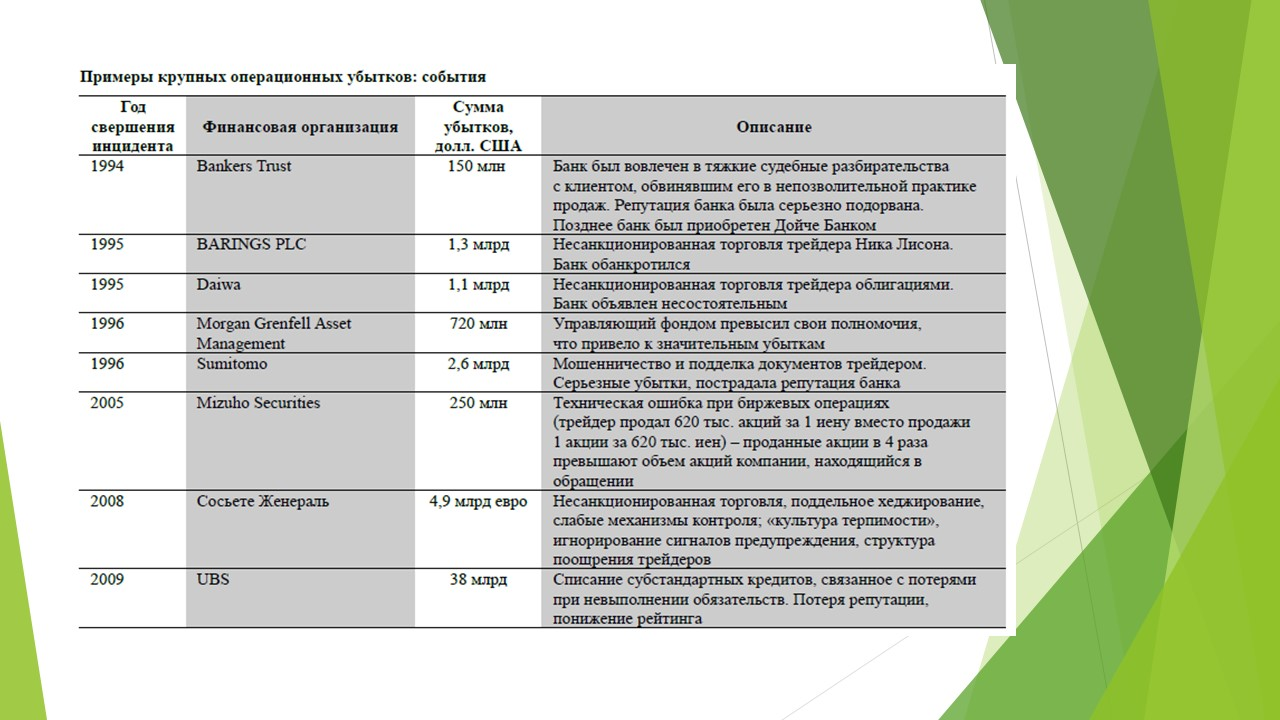 Примеры крупных операционных убытков: события
Год свершения инцидента Финансовая организация Сумма убытков, долл. США Описание
1994 Bankers Trust 150 млн Банк был вовлечен в тяжкие судебные разбирательства
с клиентом, обвинявшим его в непозволительной практике
продаж. Репутация банка была серьезно подорвана.
Позднее банк был приобретен Дойче Банком
1995 BARINGS PLC 1,3 млрд Несанкционированная торговля трейдера Ника Лисона.
Банк обанкротился
1995 Daiwa 1,1 млрд Несанкционированная торговля трейдера облигациями.
Банк объявлен несостоятельным
1996 Morgan Grenfell Asset 720 млн Управляющий фондом превысил свои полномочия,
Management что привело к значительным убыткам
1996 Sumitomo 2,6 млрд Мошенничество и подделка документов трейдером.
Серьезные убытки, пострадала репутация банка
2005 Mizuho Securities 250 млн Техническая ошибка при биржевых операциях
(трейдер продал 620 тыс. акций за 1 иену вместо продажи
1 акции за 620 тыс. иен) – проданные акции в 4 раза
превышают объем акций компании, находящийся в
обращении
2008 Сосьете Женераль 4,9 млрд евро Несанкционированная торговля, поддельное хеджирование,
слабые механизмы контроля; «культура терпимости»,
игнорирование сигналов предупреждения, структура
поощрения трейдеров
2009 UBS 38 млрд Списание субстандартных кредитов, связанное с потерями
при невыполнении обязательств. Потеря репутации,
понижение рейтинга